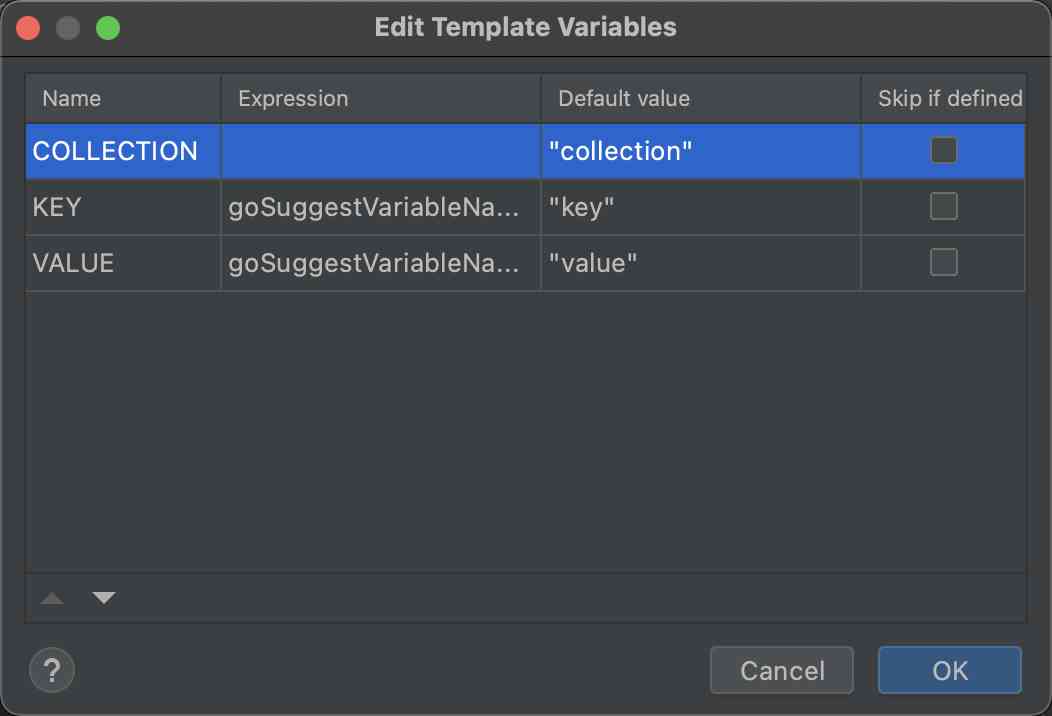 Edit Template Variables
Name Expression Default value Skip if defined
COLLECTION "collection"
KEY goSuggestVariableNa... "key"
VALUE goSuggestVariableNa... "value"
? Cancel OK